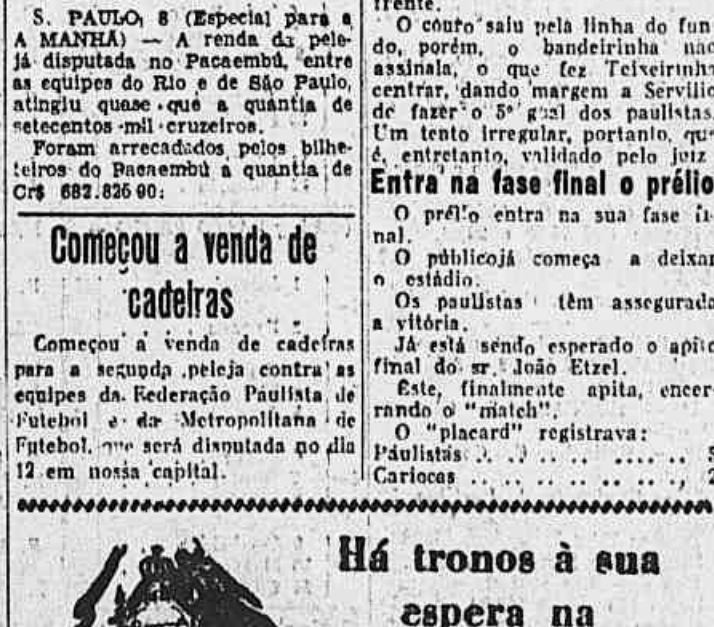 S. PAULO, 8 (Especial para a
A MANHÃ) — A renda da pele-
já disputada no Pacaembú, entre
as equipes do Rio e de São Paulo,
atingiu quase que a quantia de
setecentos mil cruzeiros.
Foram arrecadados pelos bilhe-
teiros do Pacaembú a quantia de
Cr$ 682.826 00:
Começou a venda de
cadeiras
Começou a venda de cadeiras
para a segunda peleja contra as
equipes da Federação Paulista de
Futebol e da Metropolitana de
Futebol, que será disputada no dia
12 em nossa capital.
frente.
O couro saiu pela linha do fun
do, porém, o bandeirinha nac
assinala, o que fez Teixeirinha
centrar, dando margem a Servilio
de fazer o 5º goal dos paulistas.
Um tento irregular, portanto, que
é, entretanto, validado pelo juiz
Entra na fase final o prélio
O prélio entra na sua fase fi-
nal.
O públicojá começa a deixar
o estádio.
Os paulistas têm assegurada
a vitória.
Já está sendo esperado o apito
final do sr. João Etzel.
Este, finalmente apita, encer-
rando o "match".
O "placard" registrava:
Paulistas .. .. .. .. .... .. 5
Cariocas .. .. .. .. .. .., 2
Há tronos à sua
espera na